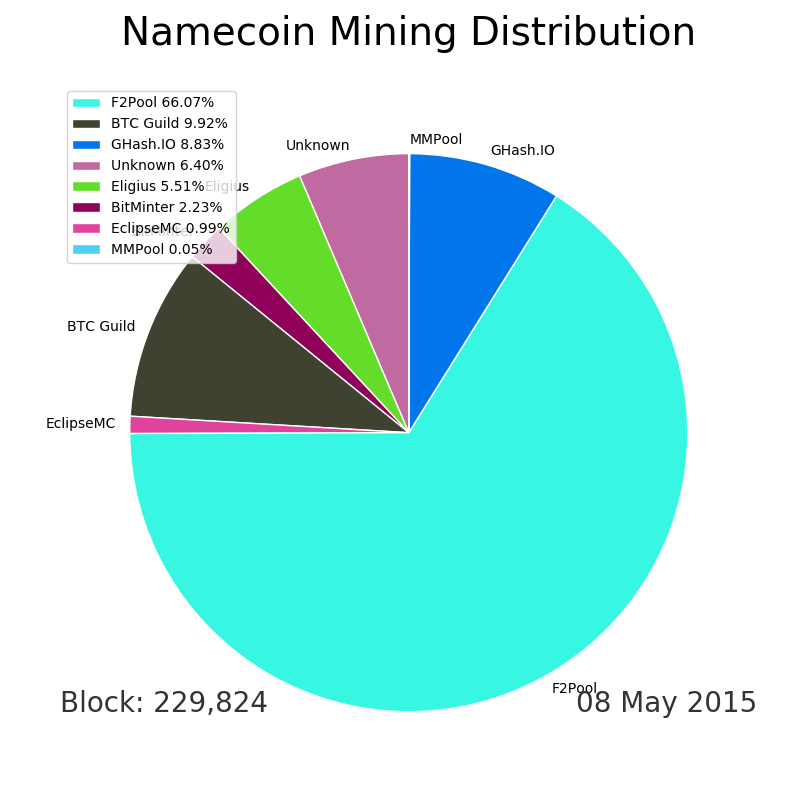 Namecoin Mining Distribution
F2Pool 66.07%
BTC Guild 9.92%
GHash.IO 8.83%
Unknown 6.40%
Eligius 5.51%
BitMinter 2.23%
EclipseMC 0.99%
MMPool 0.05%
MMPool
Unknown
GHash.IO
Eligius
BTC Guild
EclipseMC
F2Pool
Block: 229,824
08 May 2015